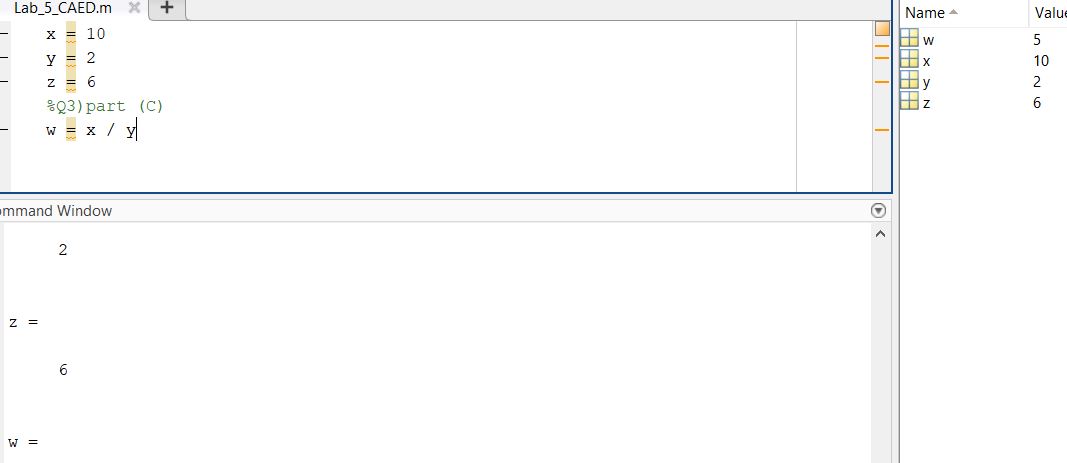 Lab_5_CAED.m
x = 10
y = 2
z = 6
%Q3)part (C)
w = x / y
ommand Window
2
z =
6
w =
Name Value
w 5
x 10
y 2
z 6